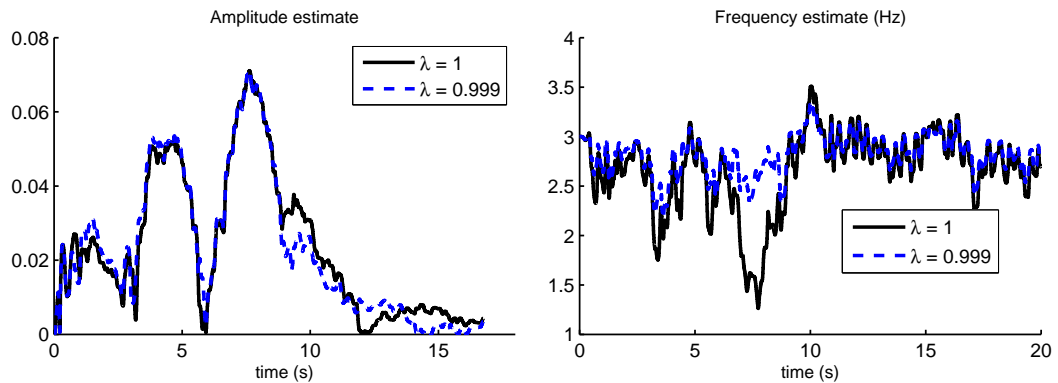 Amplitude estimate
0.08
0.06
0.04
0.02
0
0
5
10
15
time (s)
λ = 1
λ = 0.999
Frequency estimate (Hz)
4
3.5
3
2.5
2
1.5
1
0
5
10
15
20
time (s)
λ = 1
λ = 0.999